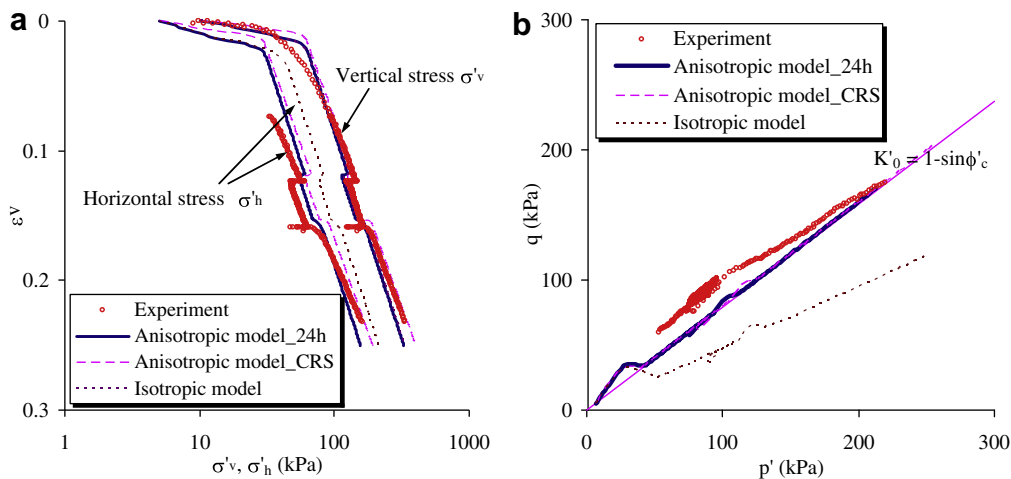 a
0
0.1
0.2
0.3
εv
1
10
100
1000
σ'v, σ'h (kPa)
Vertical stress σ'v
Horizontal stress σ'h
Experiment
Anisotropic model_24h
Anisotropic model_CRS
Isotropic model
b
300
200
100
0
q (kPa)
0
100
200
300
p' (kPa)
Experiment
Anisotropic model_24h
Anisotropic model_CRS
Isotropic model
K'0 = 1-sinϕ'c